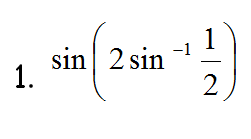 1. sin(2 sin⁻¹ 1/2)